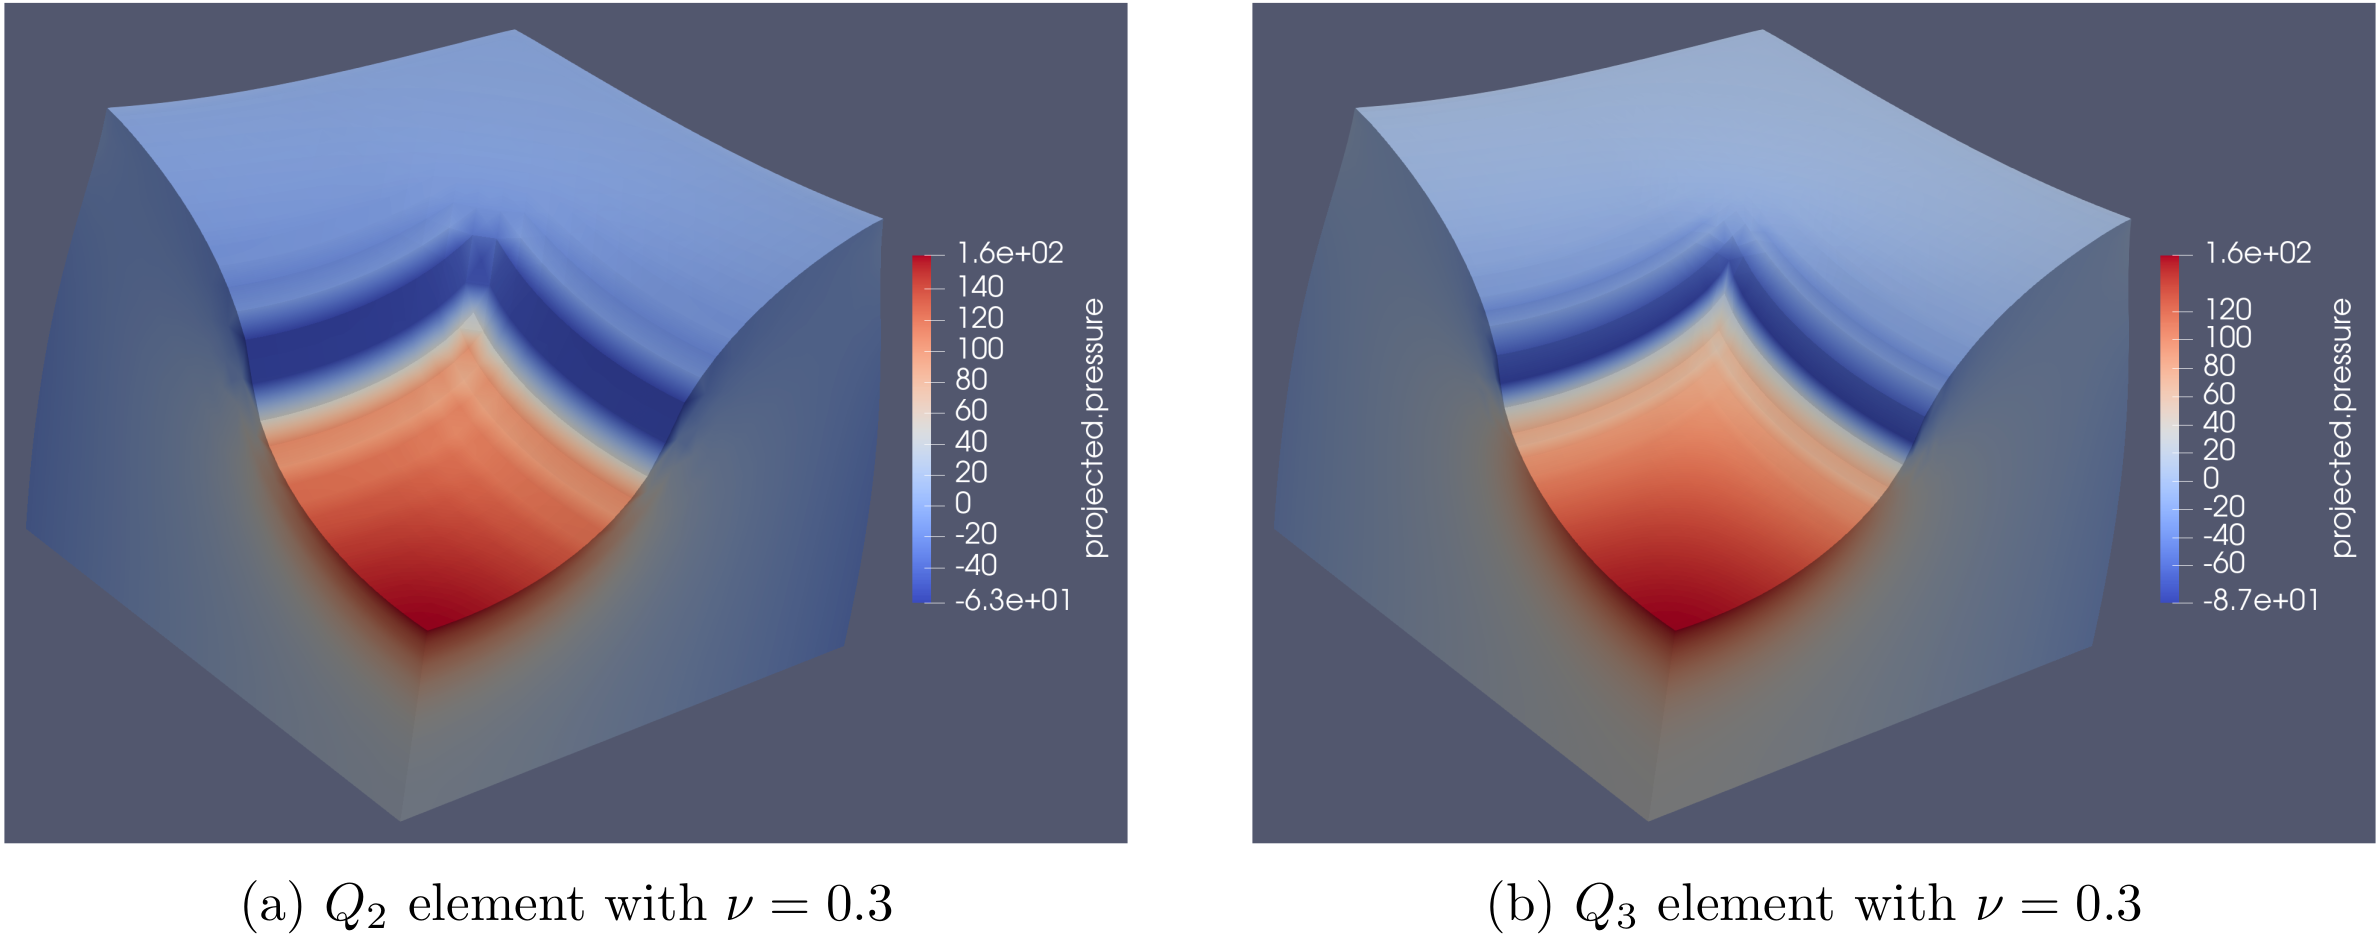 1.6e+02
140
120
100
80
60
40
20
0
-20
-40
-6.3e+01
projected.pressure
(a) Q₂ element with ν = 0.3
1.6e+02
120
100
80
60
40
20
0
-20
-40
-60
-8.7e+01
projected.pressure
(b) Q₃ element with ν = 0.3